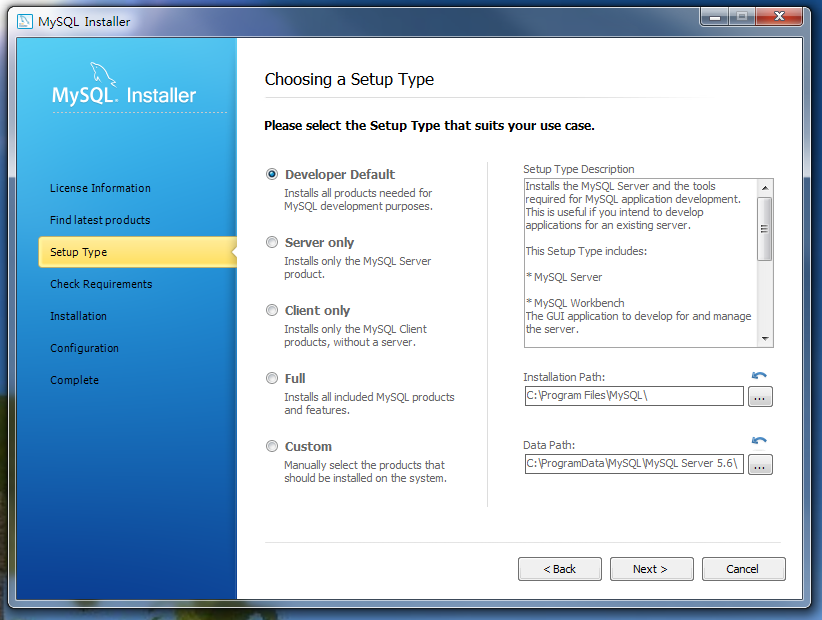 MySQL Installer
MySQL. Installer
License Information
Find latest products
Setup Type
Check Requirements
Installation
Configuration
Complete
Choosing a Setup Type
Please select the Setup Type that suits your use case.
Developer Default
Installs all products needed for
MySQL development purposes.
Server only
Installs only the MySQL Server
product.
Client only
Installs only the MySQL Client
products, without a server.
Full
Installs all included MySQL products
and features.
Custom
Manually select the products that
should be installed on the system.
Setup Type Description
Installs the MySQL Server and the tools
required for MySQL application development.
This is useful if you intend to develop
applications for an existing server.
This Setup Type includes:
* MySQL Server
* MySQL Workbench
The GUI application to develop for and manage
the server.
Installation Path:
C:\Program Files\MySQL\
...
Data Path:
C:\ProgramData\MySQL\MySQL Server 5.6\
...
< Back
Next >
Cancel